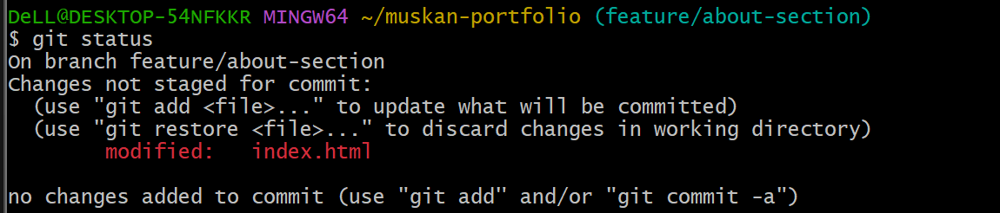 DeLL@DESKTOP-54NFKKR MINGW64 ~/muskan-portfolio (feature/about-section)
$ git status
On branch feature/about-section
Changes not staged for commit:
  (use "git add <file>..." to update what will be committed)
  (use "git restore <file>..." to discard changes in working directory)
        modified:   index.html

no changes added to commit (use "git add" and/or "git commit -a")